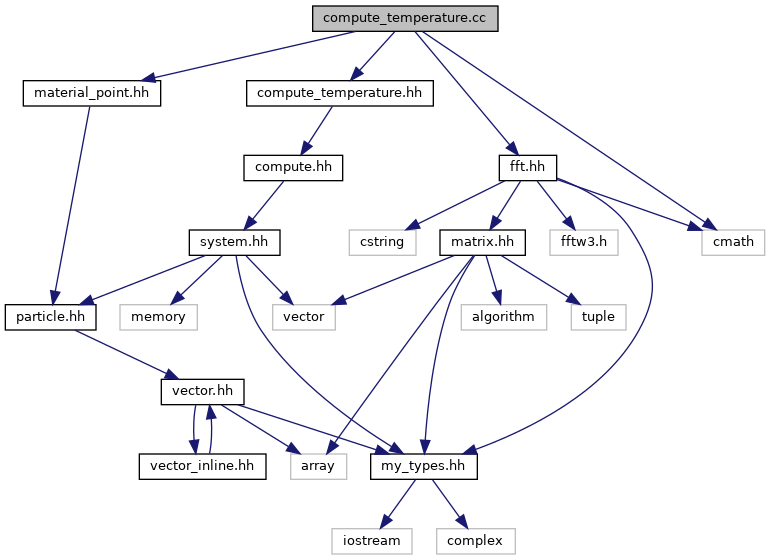 compute_temperature.cc
material_point.hh
compute_temperature.hh
compute.hh
fft.hh
system.hh
cstring
matrix.hh
fftw3.h
cmath
particle.hh
memory
vector
algorithm
tuple
vector.hh
vector_inline.hh
array
my_types.hh
iostream
complex